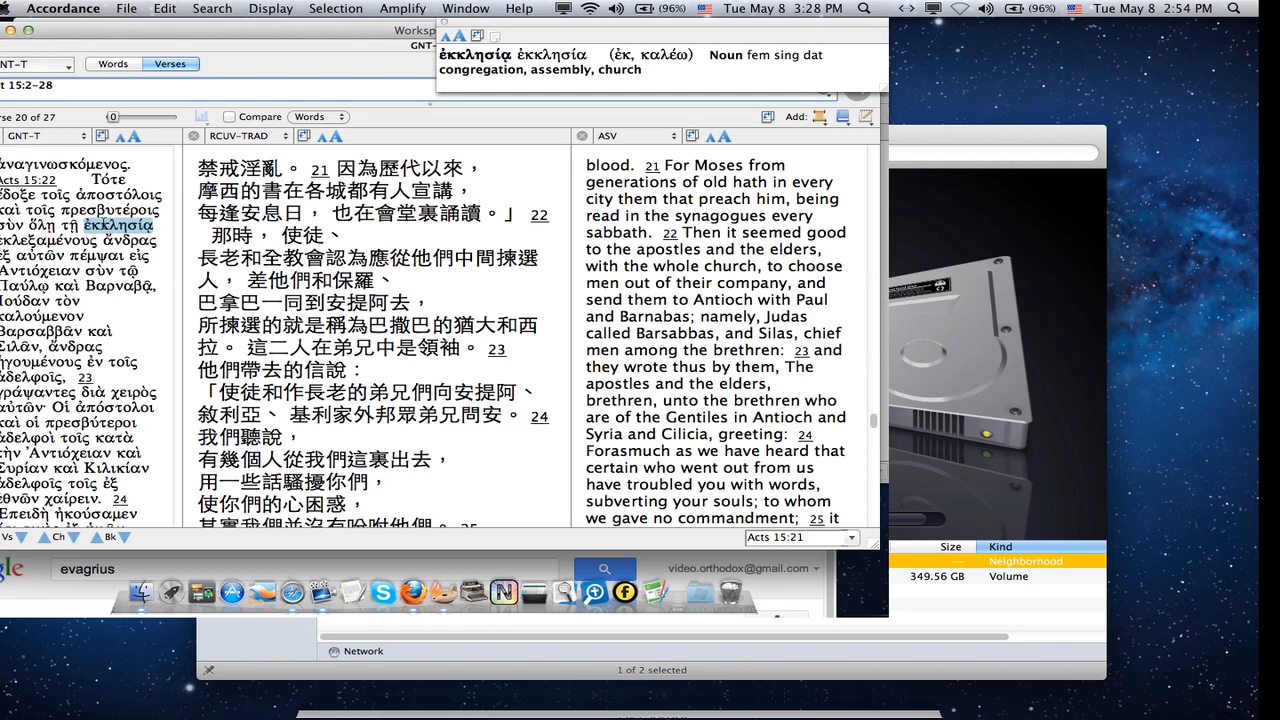 Accordance File Edit Search Display Selection Amplify Window Help (96%) Tue May 8 3:28 PM (96%) Tue May 8 2:54 PM
ἐκκλησίᾳ ἐκκλησία (ἐκ, καλέω) Noun fem sing dat
congregation, assembly, church
Worksp
GNT-
NT-T Words Verses
t 15:2-28
rse 20 of 27 0 Compare Words Add:
GNT-T RCUV-TRAD ASV
ἀναγινωσκόμενος.
Acts 15:22 Τότε
ἔδοξε τοῖς ἀποστόλοις
καὶ τοῖς πρεσβυτέροις
σὺν ὅλῃ τῇ ἐκκλησίᾳ
ἐκλεξαμένους ἄνδρας
ἐξ αὐτῶν πέμψαι εἰς
Ἀντιόχειαν σὺν τῷ
Παύλῳ καὶ Βαρναβᾷ,
Ἰούδαν τὸν
καλούμενον
Βαρσαββᾶν καὶ
Σιλᾶν, ἄνδρας
ἡγουμένους ἐν τοῖς
ἀδελφοῖς, 23
γράψαντες διὰ χειρὸς
αὐτῶν· Οἱ ἀπόστολοι
καὶ οἱ πρεσβύτεροι
ἀδελφοὶ τοῖς κατὰ
τὴν Ἀντιόχειαν καὶ
Συρίαν καὶ Κιλικίαν
ἀδελφοῖς τοῖς ἐξ
ἐθνῶν χαίρειν. 24
Ἐπειδὴ ἠκούσαμεν
禁戒淫亂。 21 因為歷代以來，
摩西的書在各城都有人宣講，
每逢安息日， 也在會堂裏誦讀。」 22
那時， 使徒、
長老和全教會認為應從他們中間揀選
人， 差他們和保羅、
巴拿巴一同到安提阿去，
所揀選的就是稱為巴撒巴的猶大和西
拉。 這二人在弟兄中是領袖。 23
他們帶去的信說：
「使徒和作長老的弟兄們向安提阿、
敘利亞、 基利家外邦眾弟兄問安。 24
我們聽說，
有幾個人從我們這裏出去，
用一些話騷擾你們，
使你們的心困惑，
其實我們並沒有吩咐他們。 25
blood. 21 For Moses from
generations of old hath in every
city them that preach him, being
read in the synagogues every
sabbath. 22 Then it seemed good
to the apostles and the elders,
with the whole church, to choose
men out of their company, and
send them to Antioch with Paul
and Barnabas; namely, Judas
called Barsabbas, and Silas, chief
men among the brethren: 23 and
they wrote thus by them, The
apostles and the elders,
brethren, unto the brethren who
are of the Gentiles in Antioch and
Syria and Cilicia, greeting: 24
Forasmuch as we have heard that
certain who went out from us
have troubled you with words,
subverting your souls; to whom
we gave no commandment; 25 it
Vs Ch Bk Acts 15:21
gle evagrius video.orthodox@gmail.com
Size Kind
-- Neighborhood
349.56 GB Volume
Network
1 of 2 selected